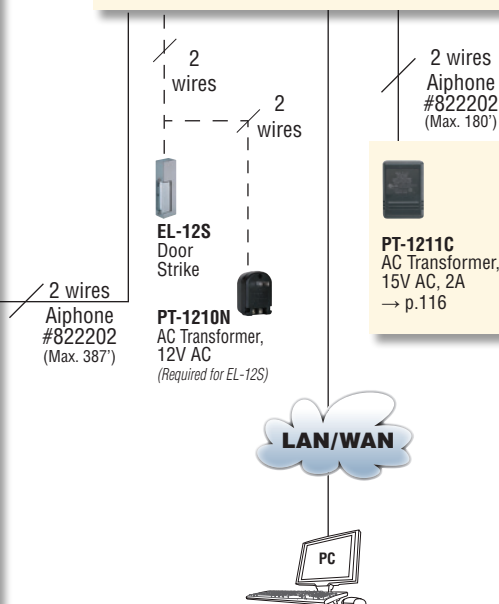 2
wires
2
wires
2 wires
Aiphone
#822202
(Max. 180')
EL-12S
Door
Strike
PT-1211C
AC Transformer,
15V AC, 2A
→ p.116
2 wires
Aiphone
#822202
(Max. 387')
PT-1210N
AC Transformer,
12V AC
(Required for EL-12S)
LAN/WAN
PC